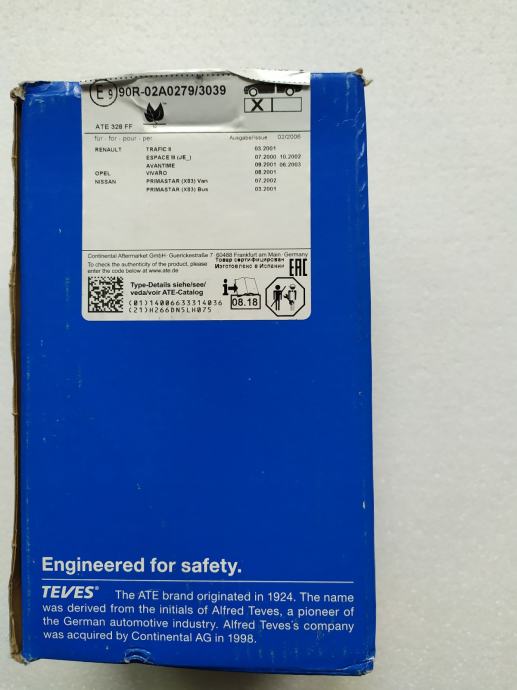 E 9 90R-02A0279/3039
X
ATE 328 FF
für · for · pour · per Ausgabe/Issue 02/2006
RENAULT TRAFIC II 03.2001
ESPACE III (JE_) 07.2000 10.2002
AVANTIME 09.2001 06.2003
OPEL VIVARO 08.2001
NISSAN PRIMASTAR (X83) Van 07.2002
PRIMASTAR (X83) Bus 03.2001
Continental Aftermarket GmbH · Guerickestraße 7 · 60488 Frankfurt am Main · Germany
To check the authenticity of the product, please
enter the code below at www.ate.de
Товар сертифицирован
Изготовлено в Испании
EAC
Type-Details siehe/see/
veda/voir ATE-Catalog
(01)14006633314036
(21)H266DN5LH075
i
08.18
Engineered for safety.
TEVES® The ATE brand originated in 1924. The name
was derived from the initials of Alfred Teves, a pioneer of
the German automotive industry. Alfred Teves's company
was acquired by Continental AG in 1998.